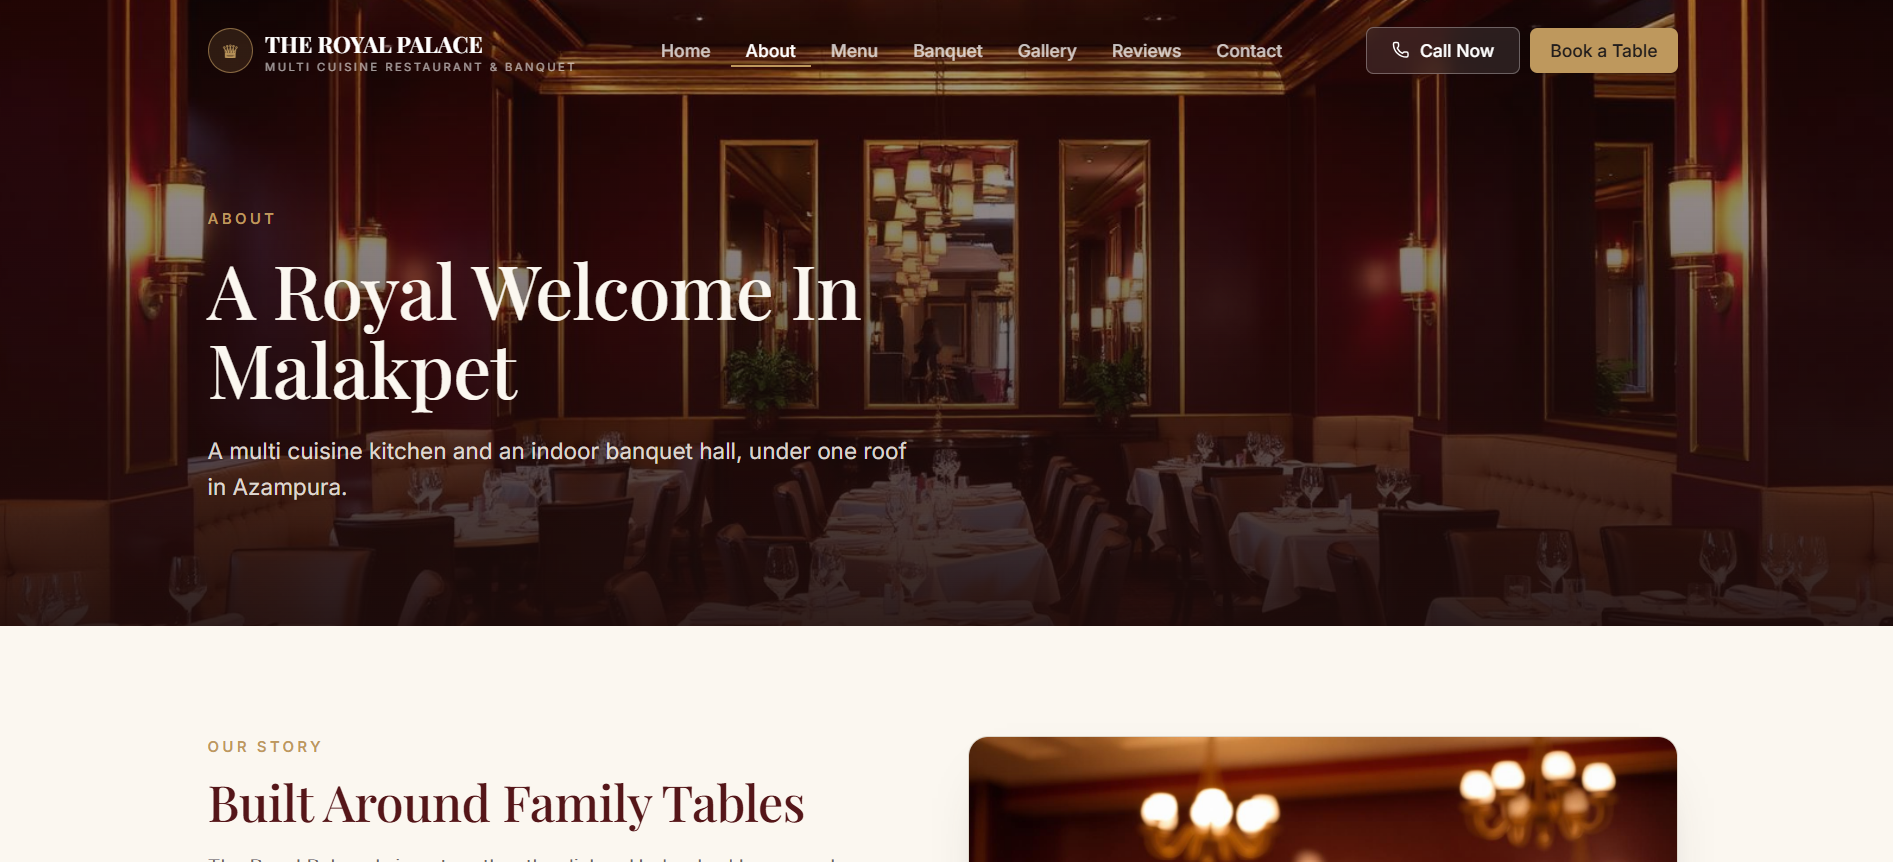 THE ROYAL PALACE
MULTI CUISINE RESTAURANT & BANQUET
Home
About
Menu
Banquet
Gallery
Reviews
Contact
Call Now
Book a Table
ABOUT
A Royal Welcome In
Malakpet
A multi cuisine kitchen and an indoor banquet hall, under one roof
in Azampura.
OUR STORY
Built Around Family Tables